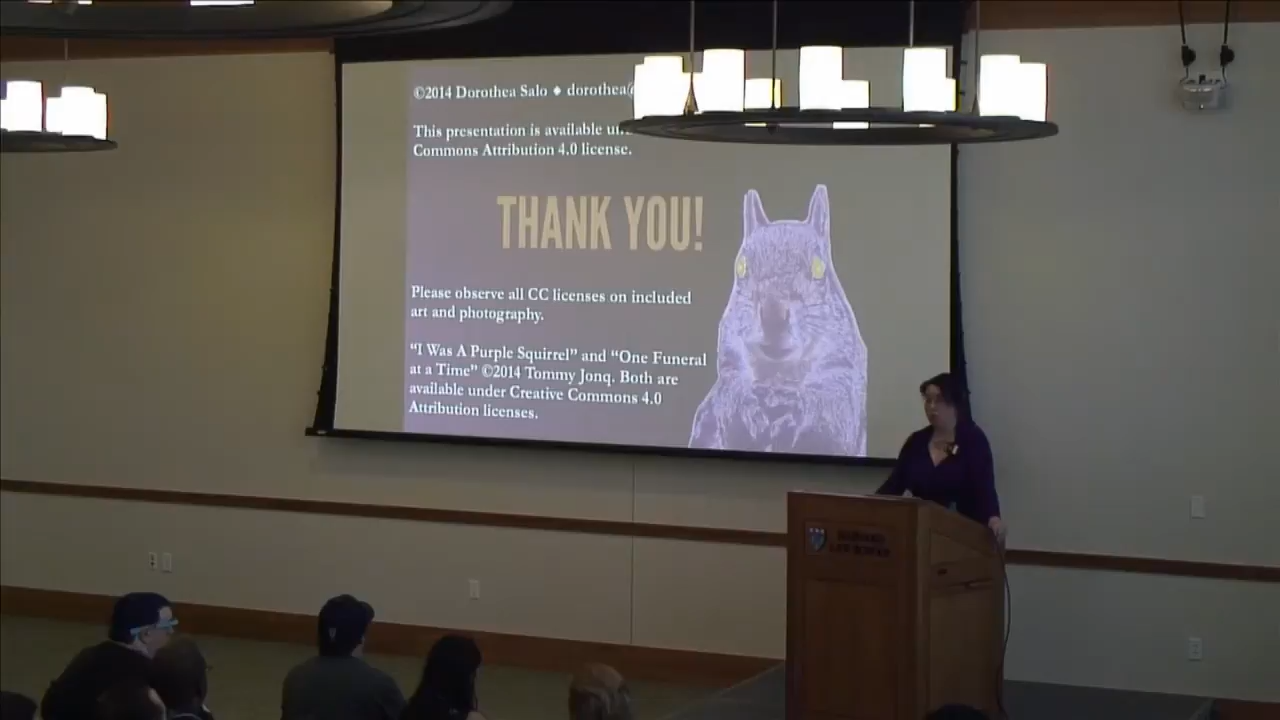 ©2014 Dorothea Salo ◆ dorothea@
This presentation is available un
Commons Attribution 4.0 license.
THANK YOU!
Please observe all CC licenses on included
art and photography.
“I Was A Purple Squirrel” and “One Funeral
at a Time” ©2014 Tommy Jonq. Both are
available under Creative Commons 4.0
Attribution licenses.